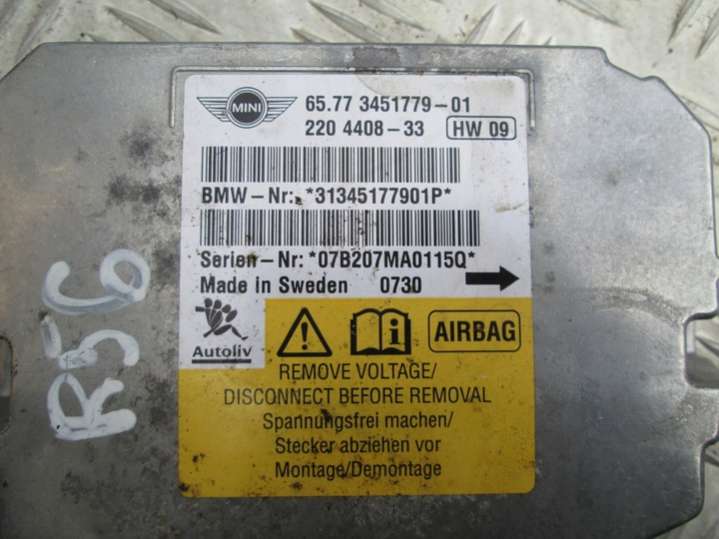 MINI
65.77 3451779-01
220 4408-33 HW 09
BMW-Nr: *31345177901P*
Serien-Nr: *07B207MA0115Q*
Made in Sweden 0730
Autoliv
AIRBAG
REMOVE VOLTAGE/
DISCONNECT BEFORE REMOVAL
Spannungsfrei machen/
Stecker abziehen vor
Montage/Demontage
R56